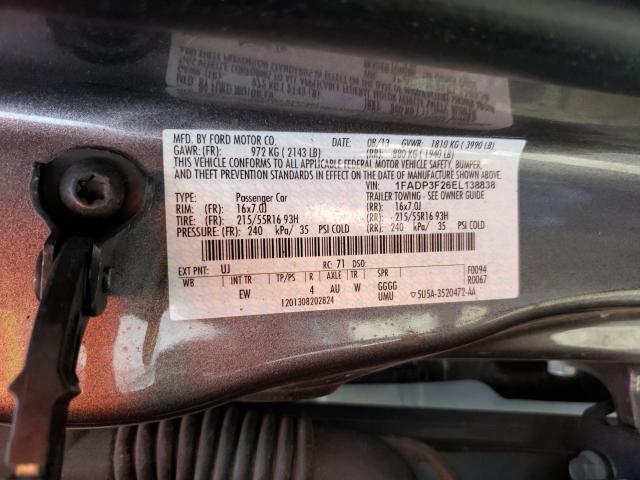 MFD. BY FORD MOTOR CO. DATE: 08/13 GVWR: 1810 KG ( 3990 LB)
GAWR: (FR): 972 KG ( 2143 LB) (RR): 880 KG ( 1940 LB)
THIS VEHICLE CONFORMS TO ALL APPLICABLE FEDERAL MOTOR VEHICLE SAFETY, BUMPER,
AND THEFT PREVENTION STANDARDS IN EFFECT ON THE DATE OF MANUFACTURE SHOWN ABOVE.
VIN: 1FADP3F26EL138838
TYPE: Passenger Car TRAILER TOWING - SEE OWNER GUIDE
RIM: (FR): 16x7.0J (RR): 16x7.0J
TIRE: (FR): 215/55R16 93H (RR): 215/55R16 93H
PRESSURE: (FR): 240 kPa/ 35 PSI COLD (RR): 240 kPa/ 35 PSI COLD
EXT PNT: UJ RC: 71 DSO: F0094
WB INT TR TP/PS R AXLE TR SPR R0067
EW 4 AU W GGGG
1201308202824 UMU 5U5A-3520472-AA